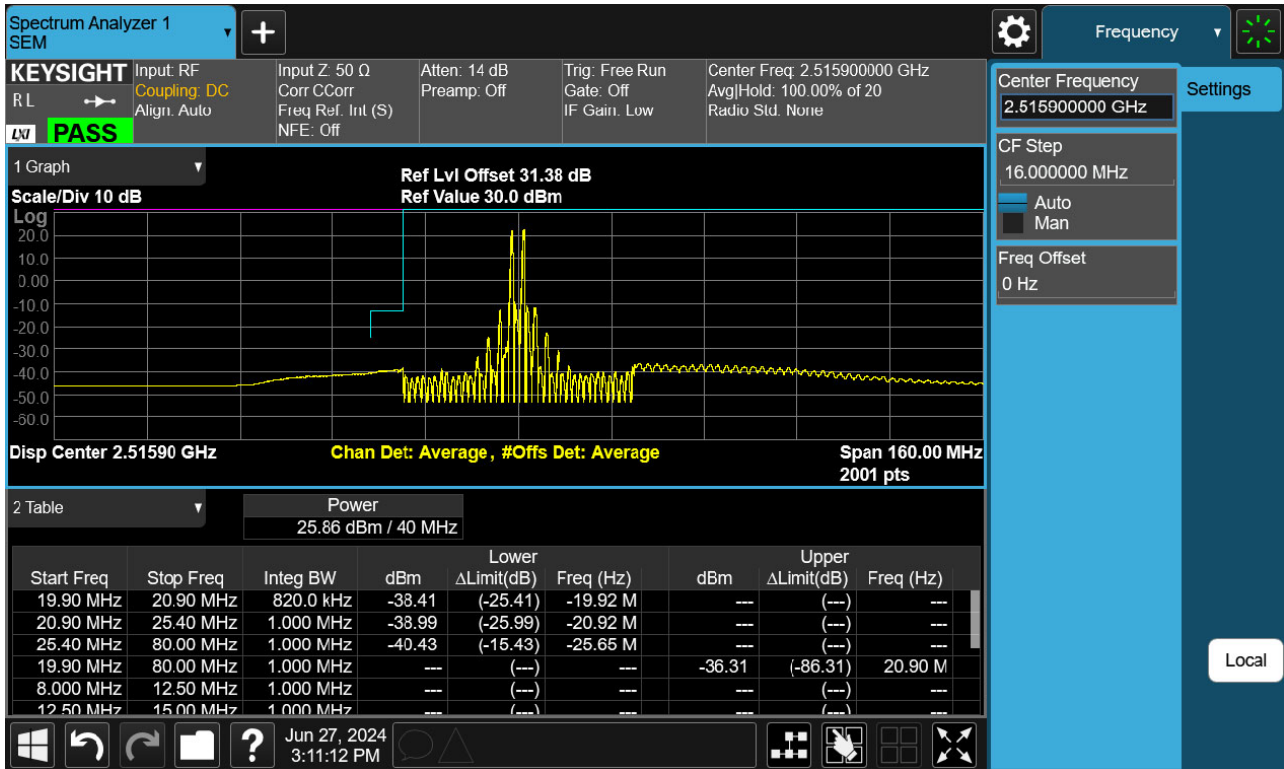 Spectrum Analyzer 1
SEM
Frequency
KEYSIGHT
R L
LXI
PASS
Input: RF
Coupling: DC
Align: Auto
Input Z: 50 Ω
Corr CCorr
Freq Ref: Int (S)
NFE: Off
Atten: 14 dB
Preamp: Off
Trig: Free Run
Gate: Off
IF Gain: Low
Center Freq: 2.515900000 GHz
Avg|Hold: 100.00% of 20
Radio Std: None
Center Frequency
2.515900000 GHz
Settings
CF Step
16.000000 MHz
Auto
Man
Freq Offset
0 Hz
Local
1 Graph
Scale/Div 10 dB
Ref Lvl Offset 31.38 dB
Ref Value 30.0 dBm
Log
20.0
10.0
0.00
-10.0
-20.0
-30.0
-40.0
-50.0
-60.0
Disp Center 2.51590 GHz Chan Det: Average, #Offs Det: Average Span 160.00 MHz
2001 pts
2 Table
Power
25.86 dBm / 40 MHz
Lower Upper
Start Freq Stop Freq Integ BW dBm ΔLimit(dB) Freq (Hz) dBm ΔLimit(dB) Freq (Hz)
19.90 MHz 20.90 MHz 820.0 kHz -38.41 (-25.41) -19.92 M --- (---) ---
20.90 MHz 25.40 MHz 1.000 MHz -38.99 (-25.99) -20.92 M --- (---) ---
25.40 MHz 80.00 MHz 1.000 MHz -40.43 (-15.43) -25.65 M --- (---) ---
19.90 MHz 80.00 MHz 1.000 MHz --- (---) --- -36.31 (-86.31) 20.90 M
8.000 MHz 12.50 MHz 1.000 MHz --- (---) --- --- (---) ---
12.50 MHz 15.00 MHz 1.000 MHz --- (---) --- --- (---) ---
Jun 27, 2024
3:11:12 PM